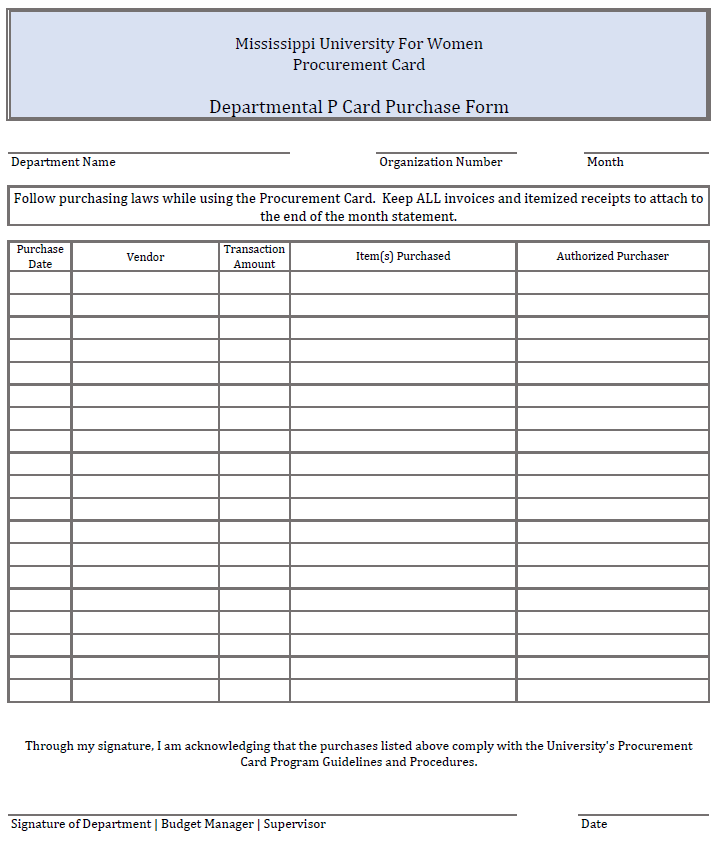 Mississippi University For Women
Procurement Card
Departmental P Card Purchase Form
Department Name
Organization Number
Month
Follow purchasing laws while using the Procurement Card. Keep ALL invoices and itemized receipts to attach to
the end of the month statement.
Purchase
Date
Vendor
Transaction
Amount
Item(s) Purchased
Authorized Purchaser
Through my signature, I am acknowledging that the purchases listed above comply with the University's Procurement
Card Program Guidelines and Procedures.
Signature of Department | Budget Manager | Supervisor
Date